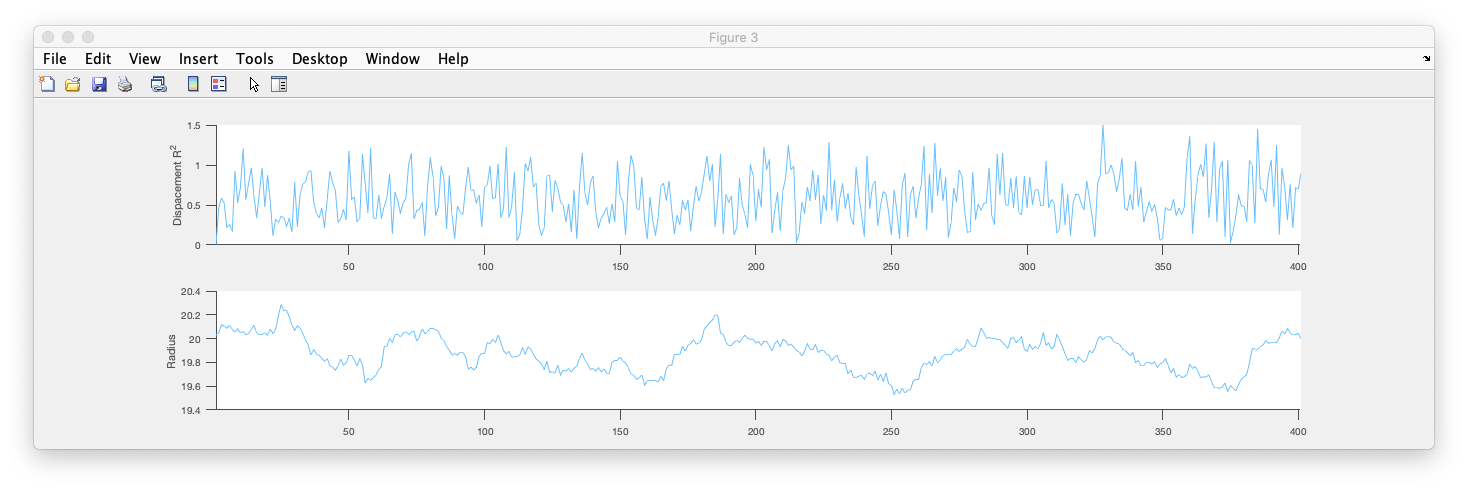 Figure 3
File Edit View Insert Tools Desktop Window Help
1.5
1
0.5
0
Dispacement R²
50 100 150 200 250 300 350 400
20.4
20.2
20
19.8
19.6
19.4
Radius
50 100 150 200 250 300 350 400